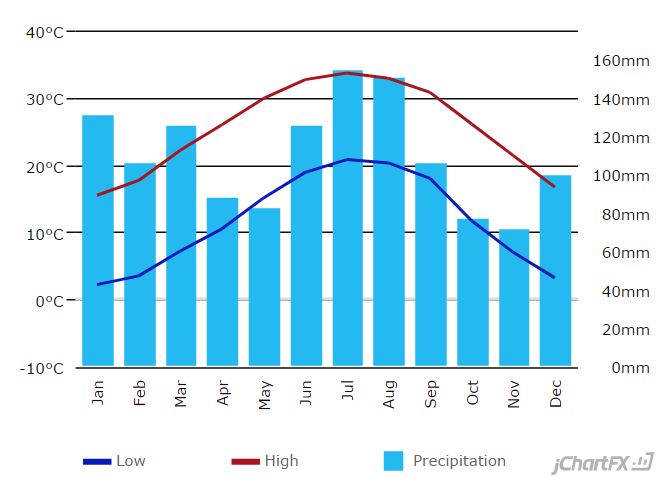 40°C
30°C
20°C
10°C
0°C
-10°C
160mm
140mm
120mm
100mm
80mm
60mm
40mm
20mm
0mm
Jan
Feb
Mar
Apr
May
Jun
Jul
Aug
Sep
Oct
Nov
Dec
Low
High
Precipitation
jChartFX